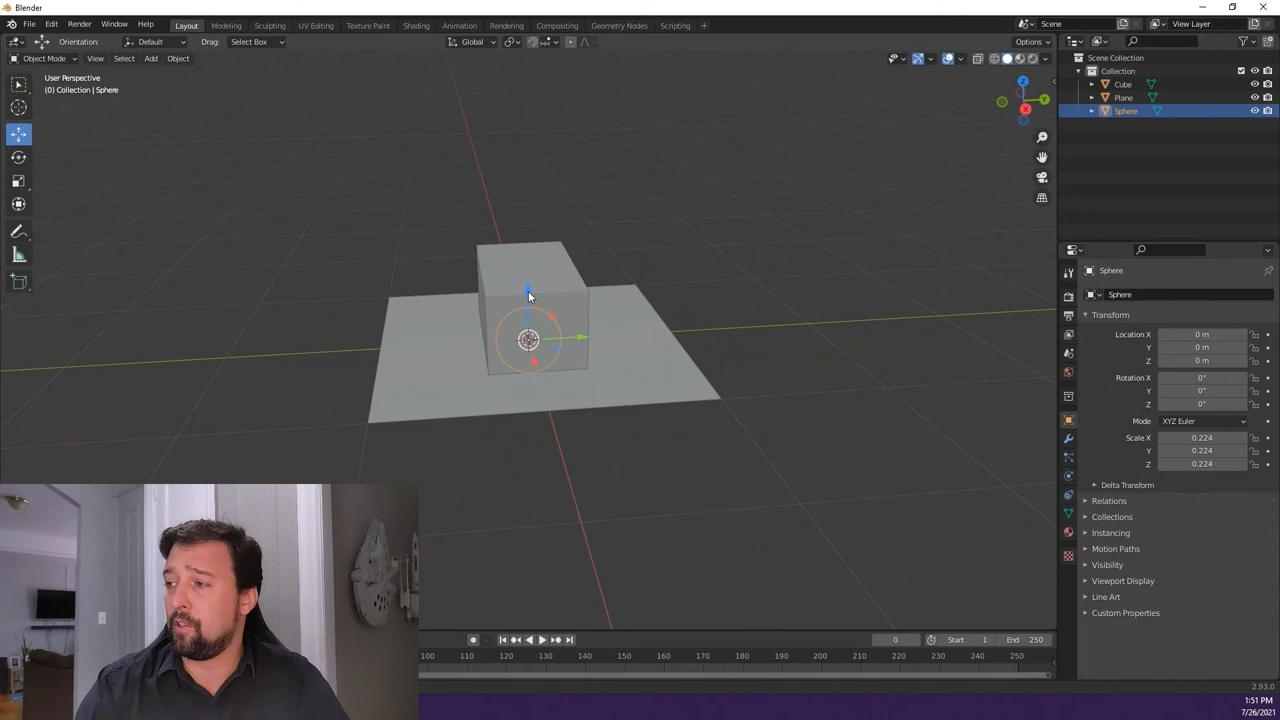 Blender
File Edit Render Window Help Layout Modeling Sculpting UV Editing Texture Paint Shading Animation Rendering Compositing Geometry Nodes Scripting + Scene View Layer
Orientation: Default Drag: Select Box Global Options
Object Mode View Select Add Object
User Perspective
(0) Collection | Sphere
Z
Y
X
Scene Collection
Collection
Cube
Plane
Sphere
Sphere
Sphere
Transform
Location X 0 m
Y 0 m
Z 0 m
Rotation X 0°
Y 0°
Z 0°
Mode XYZ Euler
Scale X 0.224
Y 0.224
Z 0.224
Delta Transform
Relations
Collections
Instancing
Motion Paths
Visibility
Viewport Display
Line Art
Custom Properties
0 Start 1 End 250
100 110 120 130 140 150 160 170 180 190 200 210 220 230 240 250
2.93.0
1:51 PM
7/26/2021